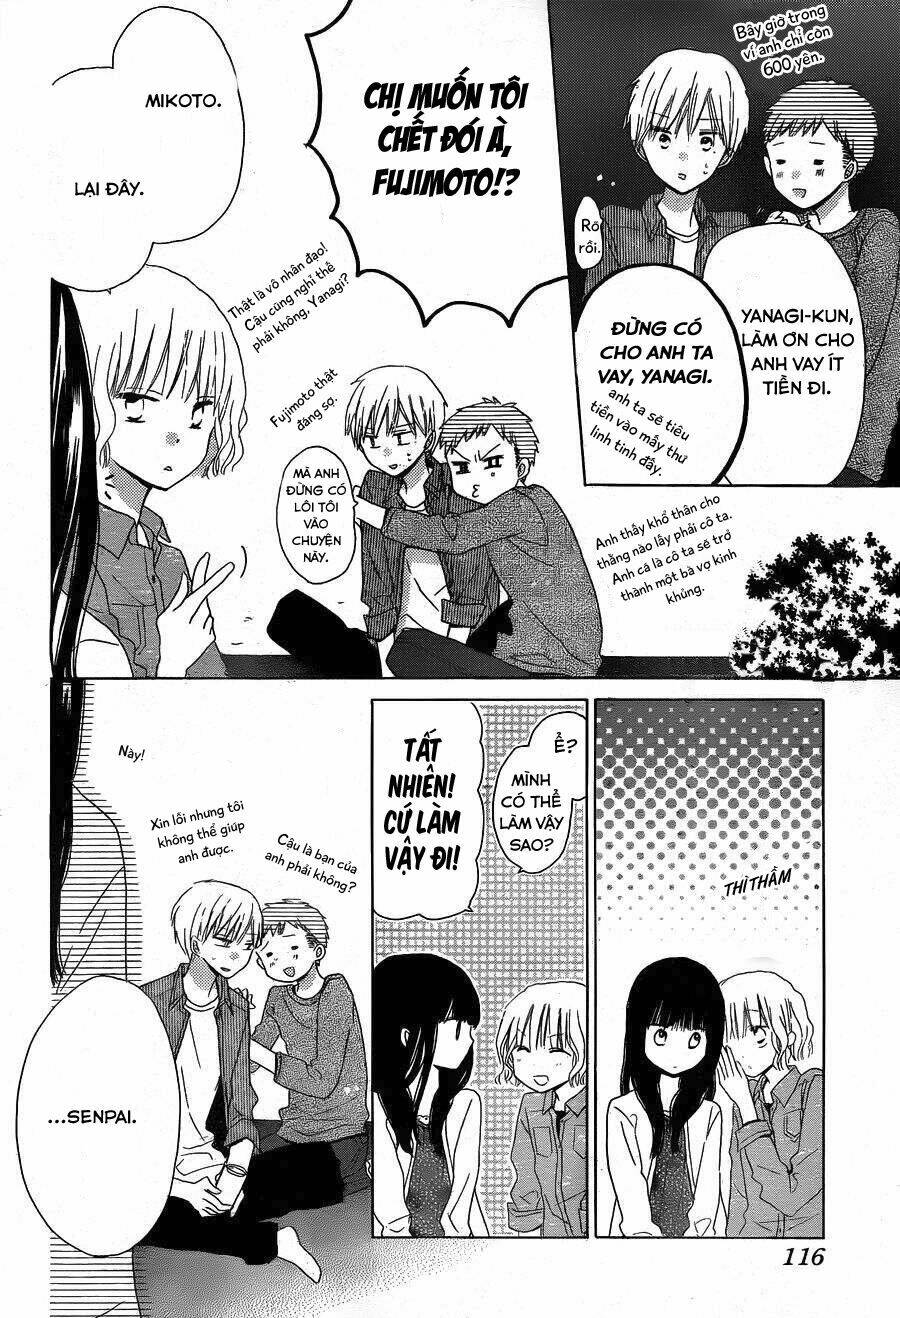 Bây giờ trong
ví anh chỉ còn
600 yên.
YANAGI-KUN,
LÀM ƠN CHO
ANH VAY ÍT
TIỀN ĐI.
Rõ
rồi.
ĐỪNG CÓ
CHO ANH TA
VAY, YANAGI.
anh ta sẽ tiêu
tiền vào mấy thứ
linh tinh đấy.
CHỊ MUỐN TÔI
CHẾT ĐÓI À,
FUJIMOTO!?
Thật là vô nhân đạo!
Cậu cũng nghĩ thế
phải không, Yanagi?
Fujimoto thật
đáng sợ.
MÀ ANH
ĐỪNG CÓ
LÔI TÔI
VÀO
CHUYỆN
NÀY.
Anh thấy khổ thân cho
thằng nào lấy phải cô ta.
Anh cá là cô ta sẽ trở
thành một bà vợ kinh
khủng.
MIKOTO.
LẠI ĐÂY.
THÌ THẦM
Ể?
MÌNH
CÓ THỂ
LÀM VẬY
SAO?
TẤT
NHIÊN!
CỨ LÀM
VẬY ĐI!
Cậu là bạn của
anh phải không?
Xin lỗi nhưng tôi
không thể giúp
anh được.
Này!
...SENPAI.
116